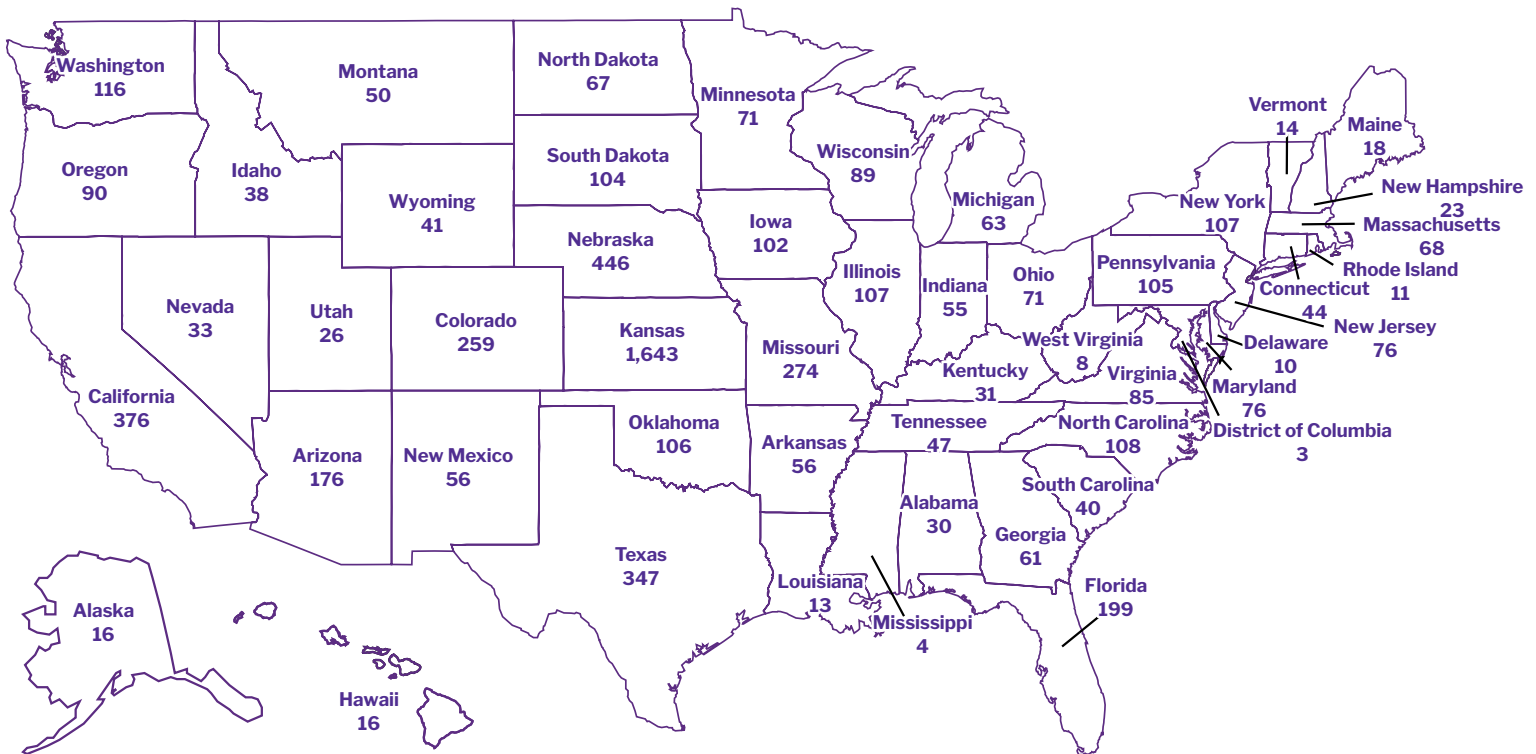 Washington
116
Montana
50
North Dakota
67
Minnesota
71
Vermont
14
Maine
18
Oregon
90
Idaho
38
Wyoming
41
South Dakota
104
Wisconsin
89
Michigan
63
New York
107
New Hampshire
23
Massachusetts
68
Rhode Island
11
Connecticut
44
New Jersey
76
Nevada
33
Utah
26
Colorado
259
Nebraska
446
Iowa
102
Illinois
107
Indiana
55
Ohio
71
Pennsylvania
105
Delaware
10
Maryland
76
District of Columbia
3
California
376
Kansas
1,643
Missouri
274
Kentucky
31
West Virginia
8
Virginia
85
Arizona
176
New Mexico
56
Oklahoma
106
Arkansas
56
Tennessee
47
North Carolina
108
South Carolina
40
Texas
347
Louisiana
13
Mississippi
4
Alabama
30
Georgia
61
Florida
199
Alaska
16
Hawaii
16